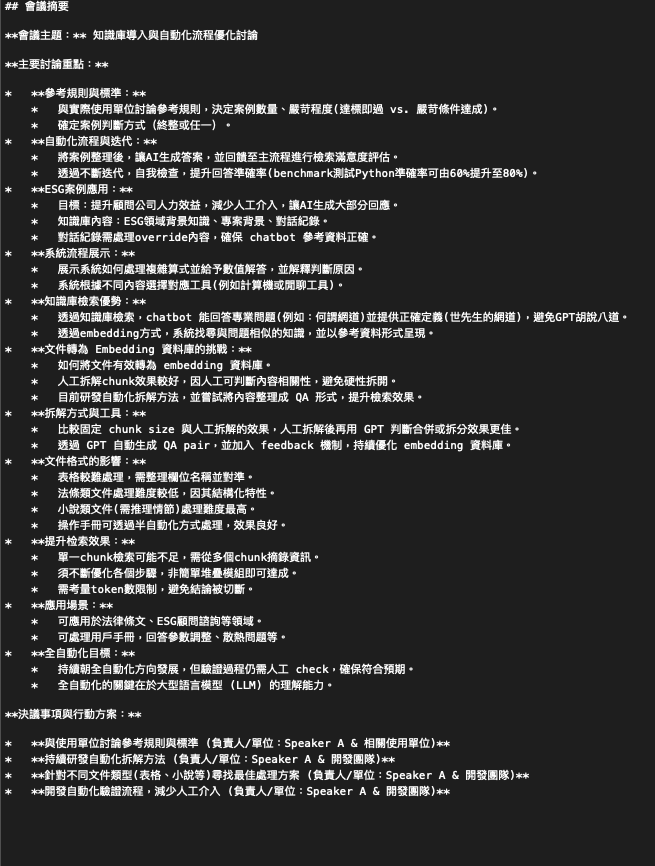 ## 會議摘要
**會議主題：** 知識庫導入與自動化流程優化討論
**主要討論重點：**
*   **參考規則與標準：**
    *   與實際使用單位討論參考規則，決定案例數量、嚴苛程度(達標即過 vs. 嚴苛條件達成)。
    *   確定案例判斷方式 (終整或任一) 。
*   **自動化流程與迭代：**
    *   將案例整理後，讓AI生成答案，並回饋至主流程進行檢索滿意度評估。
    *   透過不斷迭代，自我檢查，提升回答準確率(benchmark測試Python準確率可由60%提升至80%)。
*   **ESG案例應用：**
    *   目標：提升顧問公司人力效益，減少人工介入，讓AI生成大部分回應。
    *   知識庫內容：ESG領域背景知識、專案背景、對話紀錄。
    *   對話紀錄需處理override內容，確保 chatbot 參考資料正確。
*   **系統流程展示：**
    *   展示系統如何處理複雜算式並給予數值解答，並解釋判斷原因。
    *   系統根據不同內容選擇對應工具(例如計算機或閒聊工具)。
*   **知識庫檢索優勢：**
    *   透過知識庫檢索，chatbot 能回答專業問題(例如：何謂網道)並提供正確定義(世先生的網道)，避免GPT胡說八道。
    *   透過embedding方式，系統找尋與問題相似的知識，並以參考資料形式呈現。
*   **文件轉為 Embedding 資料庫的挑戰：**
    *   如何將文件有效轉為 embedding 資料庫。
    *   人工拆解chunk效果較好，因人工可判斷內容相關性，避免硬性拆開。
    *   目前研發自動化拆解方法，並嘗試將內容整理成 QA 形式，提升檢索效果。
*   **拆解方式與工具：**
    *   比較固定 chunk size 與人工拆解的效果，人工拆解後再用 GPT 判斷合併或拆分效果更佳。
    *   透過 GPT 自動生成 QA pair，並加入 feedback 機制，持續優化 embedding 資料庫。
*   **文件格式的影響：**
    *   表格較難處理，需整理欄位名稱並對準。
    *   法條類文件處理難度較低，因其結構化特性。
    *   小說類文件(需推理情節)處理難度最高。
    *   操作手冊可透過半自動化方式處理，效果良好。
*   **提升檢索效果：**
    *   單一chunk檢索可能不足，需從多個chunk摘錄資訊。
    *   須不斷優化各個步驟，非簡單堆疊模組即可達成。
    *   需考量token數限制，避免結論被切斷。
*   **應用場景：**
    *   可應用於法律條文、ESG顧問諮詢等領域。
    *   可處理用戶手冊，回答參數調整、散熱問題等。
*   **全自動化目標：**
    *   持續朝全自動化方向發展，但驗證過程仍需人工 check，確保符合預期。
    *   全自動化的關鍵在於大型語言模型 (LLM) 的理解能力。
**決議事項與行動方案：**
*   **與使用單位討論參考規則與標準 (負責人/單位：Speaker A & 相關使用單位)**
*   **持續研發自動化拆解方法 (負責人/單位：Speaker A & 開發團隊)**
*   **針對不同文件類型(表格、小說等)尋找最佳處理方案 (負責人/單位：Speaker A & 開發團隊)**
*   **開發自動化驗證流程，減少人工介入 (負責人/單位：Speaker A & 開發團隊)**